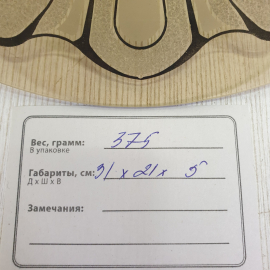 Вес, грамм: 375
В упаковке
Габариты, см: 31 x 21 x 5
Д х Ш х В
Замечания: